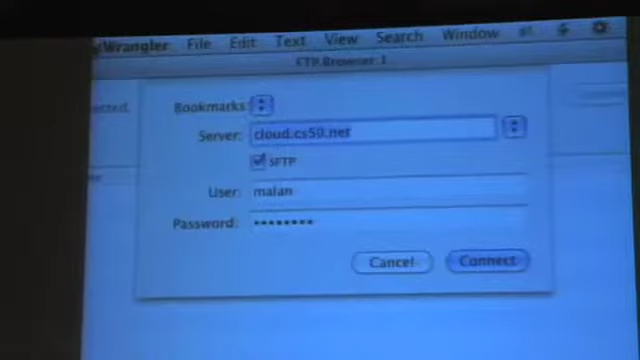 Wrangler File Edit Text View Search Window
FTP Browser 1
Bookmarks:
Server: cloud.cs50.net
SFTP
User: malan
Password: ••••••••
Cancel Connect